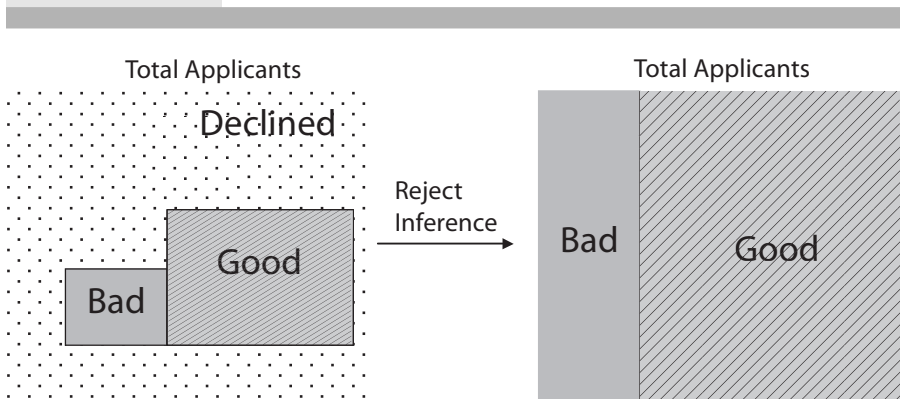 Total Applicants
Declined
Good
Bad
Reject
Inference
Total Applicants
Bad
Good